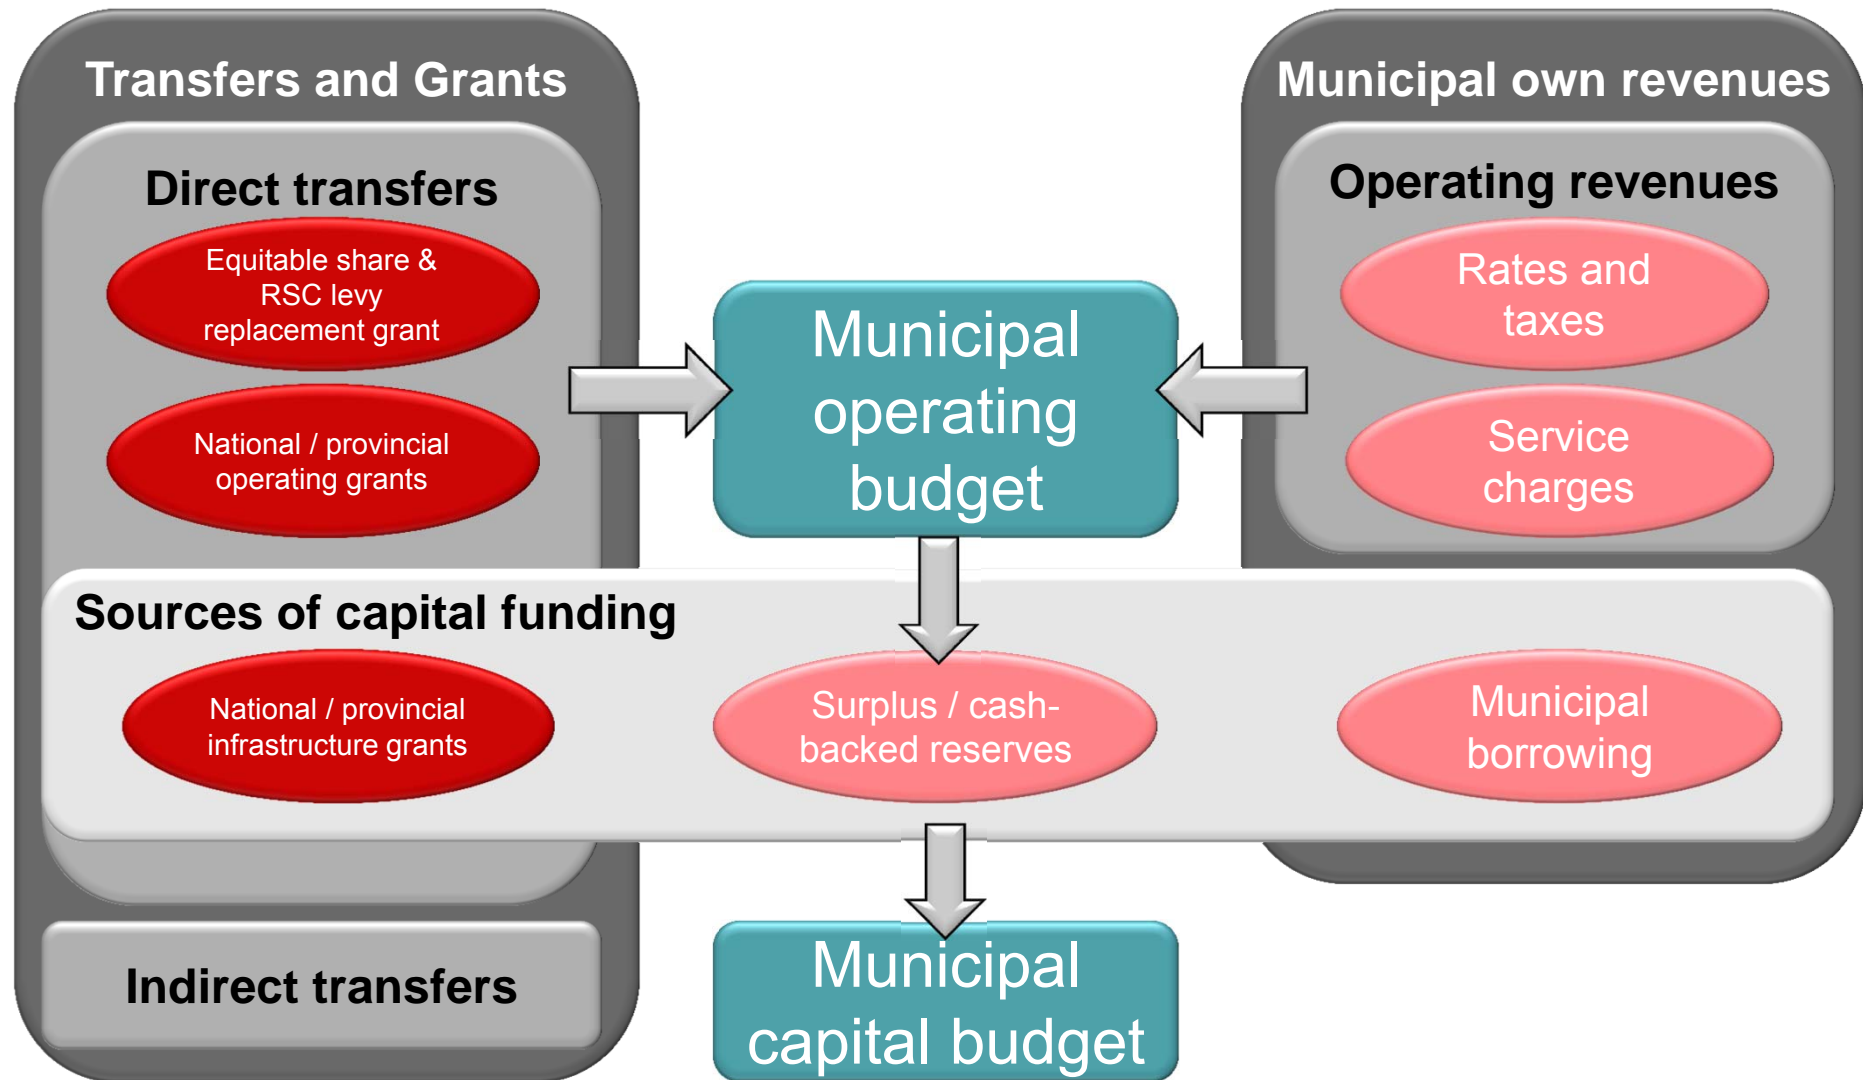 Transfers and Grants
Direct transfers
Equitable share &
RSC levy
replacement grant
National / provincial
operating grants
Municipal
operating
budget
Municipal own revenues
Operating revenues
Rates and
taxes
Service
charges
Sources of capital funding
National / provincial
infrastructure grants
Surplus / cash-
backed reserves
Municipal
borrowing
Indirect transfers
Municipal
capital budget